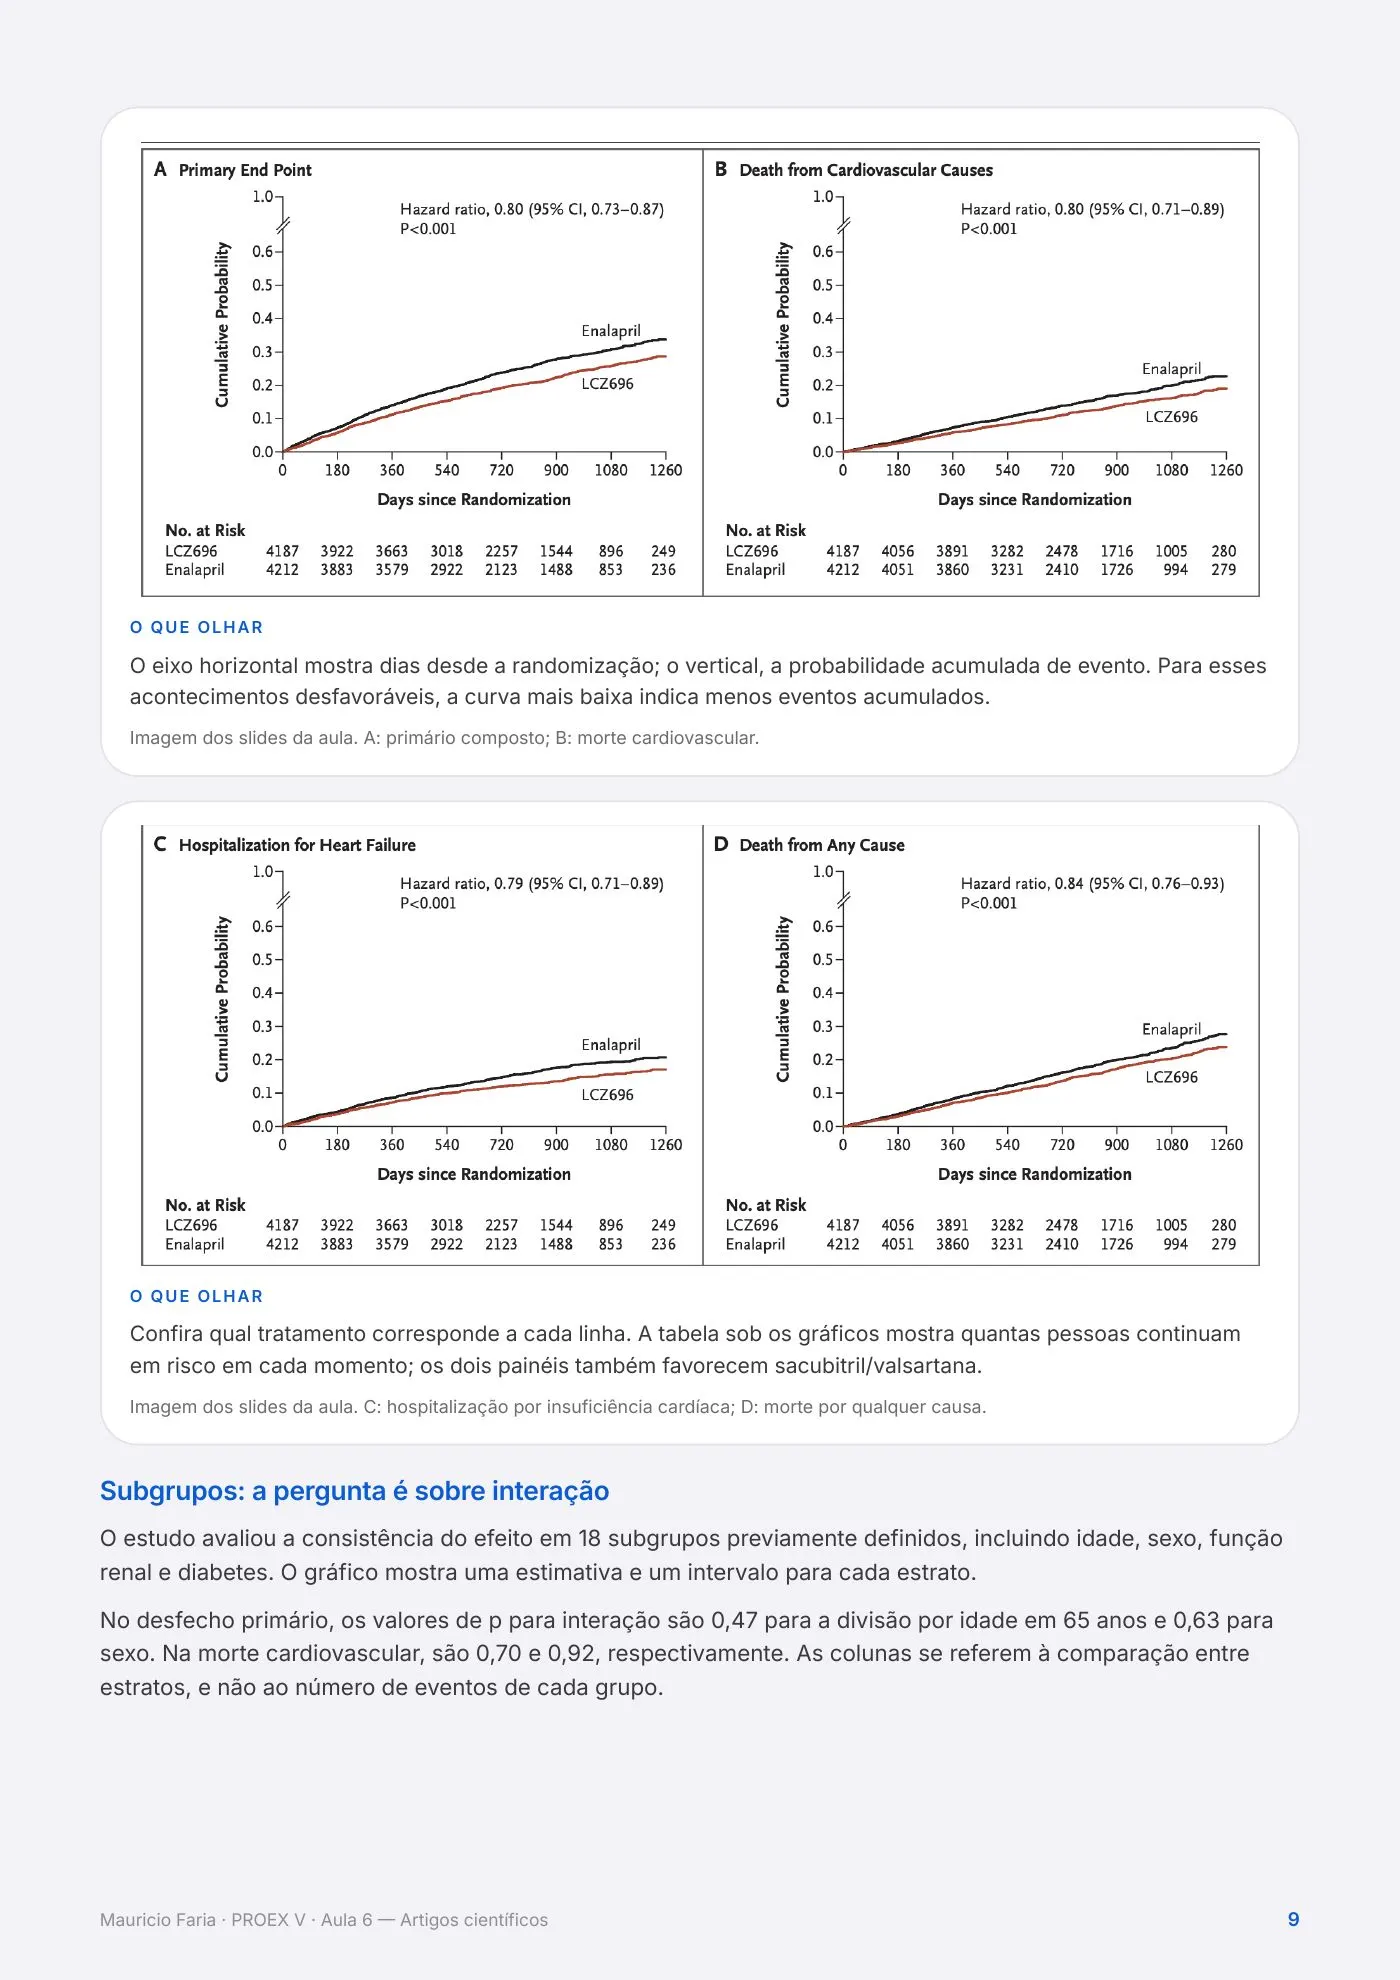 A Primary End Point
1.0
0.6
0.5
0.4
0.3
0.2
0.1
0.0
Cumulative Probability
Hazard ratio, 0.80 (95% CI, 0.73–0.87)
P<0.001
Enalapril
LCZ696
0 180 360 540 720 900 1080 1260
Days since Randomization
No. at Risk
LCZ696 4187 3922 3663 3018 2257 1544 896 249
Enalapril 4212 3883 3579 2922 2123 1488 853 236
B Death from Cardiovascular Causes
1.0
0.6
0.5
0.4
0.3
0.2
0.1
0.0
Cumulative Probability
Hazard ratio, 0.80 (95% CI, 0.71–0.89)
P<0.001
Enalapril
LCZ696
0 180 360 540 720 900 1080 1260
Days since Randomization
No. at Risk
LCZ696 4187 4056 3891 3282 2478 1716 1005 280
Enalapril 4212 4051 3860 3231 2410 1726 994 279
O QUE OLHAR
O eixo horizontal mostra dias desde a randomização; o vertical, a probabilidade acumulada de evento. Para esses
acontecimentos desfavoráveis, a curva mais baixa indica menos eventos acumulados.
Imagem dos slides da aula. A: primário composto; B: morte cardiovascular.
C Hospitalization for Heart Failure
1.0
0.6
0.5
0.4
0.3
0.2
0.1
0.0
Cumulative Probability
Hazard ratio, 0.79 (95% CI, 0.71–0.89)
P<0.001
Enalapril
LCZ696
0 180 360 540 720 900 1080 1260
Days since Randomization
No. at Risk
LCZ696 4187 3922 3663 3018 2257 1544 896 249
Enalapril 4212 3883 3579 2922 2123 1488 853 236
D Death from Any Cause
1.0
0.6
0.5
0.4
0.3
0.2
0.1
0.0
Cumulative Probability
Hazard ratio, 0.84 (95% CI, 0.76–0.93)
P<0.001
Enalapril
LCZ696
0 180 360 540 720 900 1080 1260
Days since Randomization
No. at Risk
LCZ696 4187 4056 3891 3282 2478 1716 1005 280
Enalapril 4212 4051 3860 3231 2410 1726 994 279
O QUE OLHAR
Confira qual tratamento corresponde a cada linha. A tabela sob os gráficos mostra quantas pessoas continuam
em risco em cada momento; os dois painéis também favorecem sacubitril/valsartana.
Imagem dos slides da aula. C: hospitalização por insuficiência cardíaca; D: morte por qualquer causa.
Subgrupos: a pergunta é sobre interação
O estudo avaliou a consistência do efeito em 18 subgrupos previamente definidos, incluindo idade, sexo, função
renal e diabetes. O gráfico mostra uma estimativa e um intervalo para cada estrato.
No desfecho primário, os valores de p para interação são 0,47 para a divisão por idade em 65 anos e 0,63 para
sexo. Na morte cardiovascular, são 0,70 e 0,92, respectivamente. As colunas se referem à comparação entre
estratos, e não ao número de eventos de cada grupo.
Mauricio Faria · PROEX V · Aula 6 — Artigos científicos
9